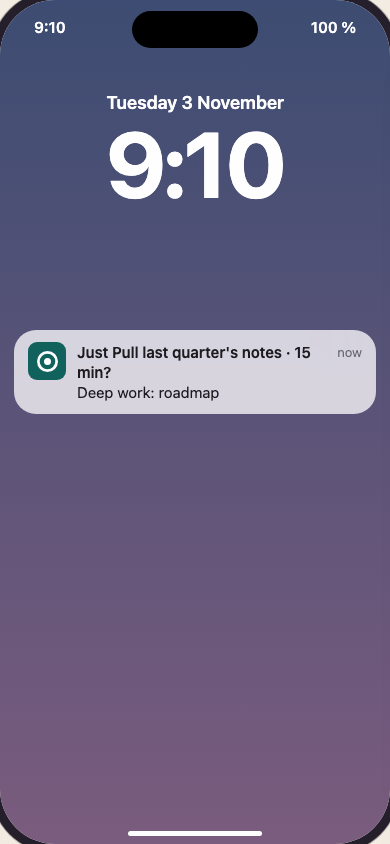 9:10
100 %
Tuesday 3 November
9:10
Just Pull last quarter's notes · 15
min?
now
Deep work: roadmap